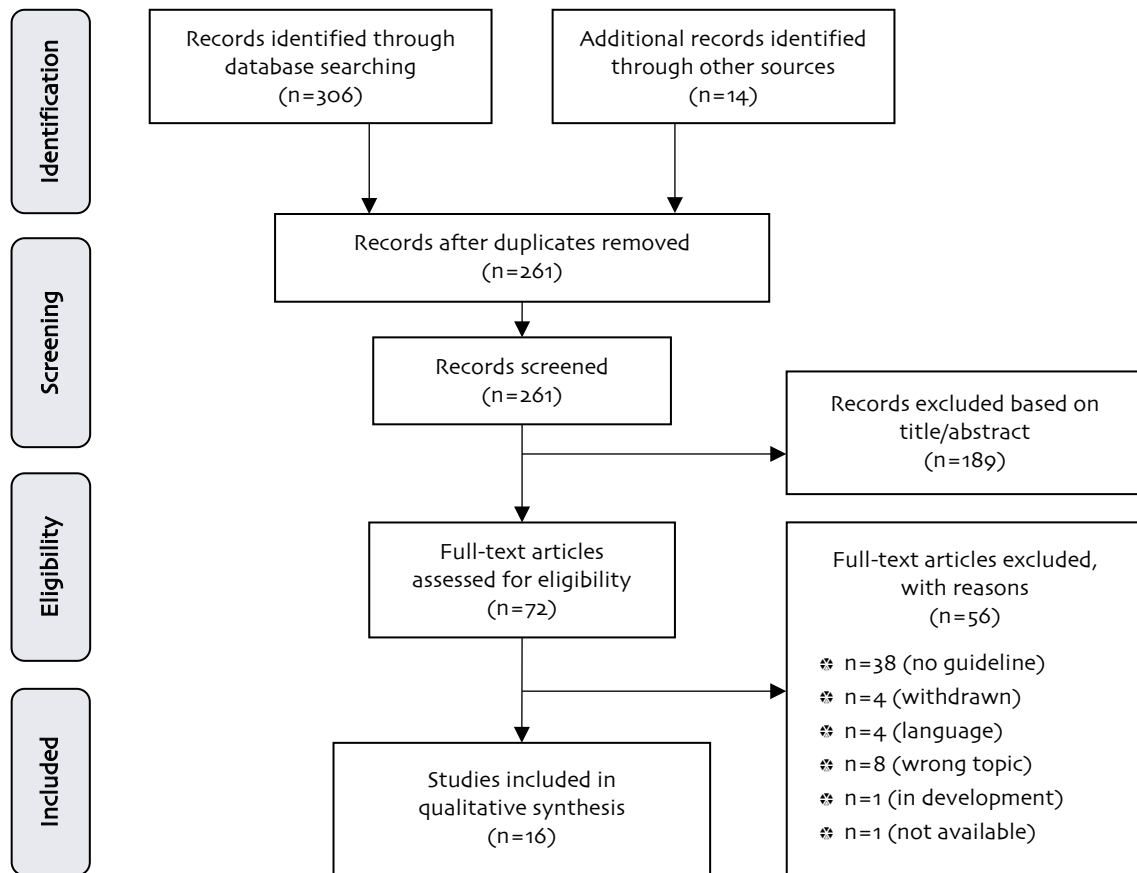 Identification
Records identified through
database searching
(n=306)
Additional records identified
through other sources
(n=14)
Screening
Records after duplicates removed
(n=261)
Records screened
(n=261)
Records excluded based on
title/abstract
(n=189)
Eligibility
Full-text articles
assessed for eligibility
(n=72)
Full-text articles excluded,
with reasons
(n=56)
n=38 (no guideline)
n=4 (withdrawn)
n=4 (language)
n=8 (wrong topic)
n=1 (in development)
n=1 (not available)
Included
Studies included in
qualitative synthesis
(n=16)